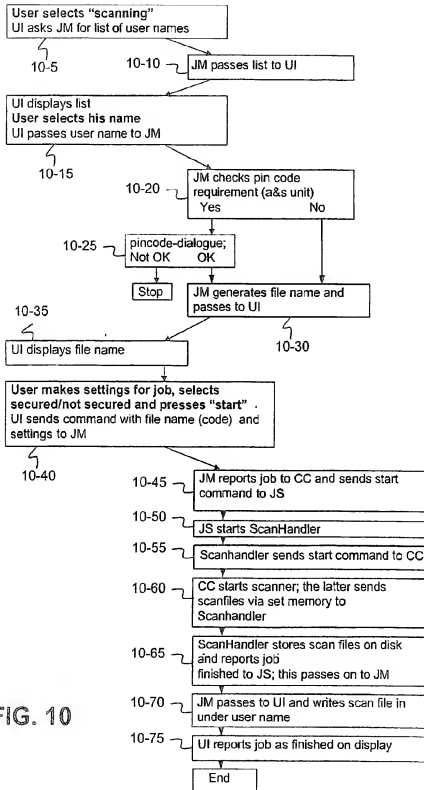 User selects "scanning"
UI asks JM for list of user names
10-5
10-10
JM passes list to UI
UI displays list
User selects his name
UI passes user name to JM
10-15
10-20
JM checks pin code
requirement (a&s unit)
Yes No
10-25
pincode-dialogue;
Not OK OK
Stop
JM generates file name and
passes to UI
10-30
10-35
UI displays file name
User makes settings for job, selects
secured/not secured and presses "start"
UI sends command with file name (code) and
settings to JM
10-40
10-45
JM reports job to CC and sends start
command to JS
10-50
JS starts ScanHandler
10-55
Scanhandler sends start command to CC
10-60
CC starts scanner; the latter sends
scanfiles via set memory to
Scanhandler
10-65
ScanHandler stores scan files on disk
and reports job
finished to JS; this passes on to JM
10-70
JM passes to UI and writes scan file in
under user name
10-75
UI reports job as finished on display
End
FIG. 10